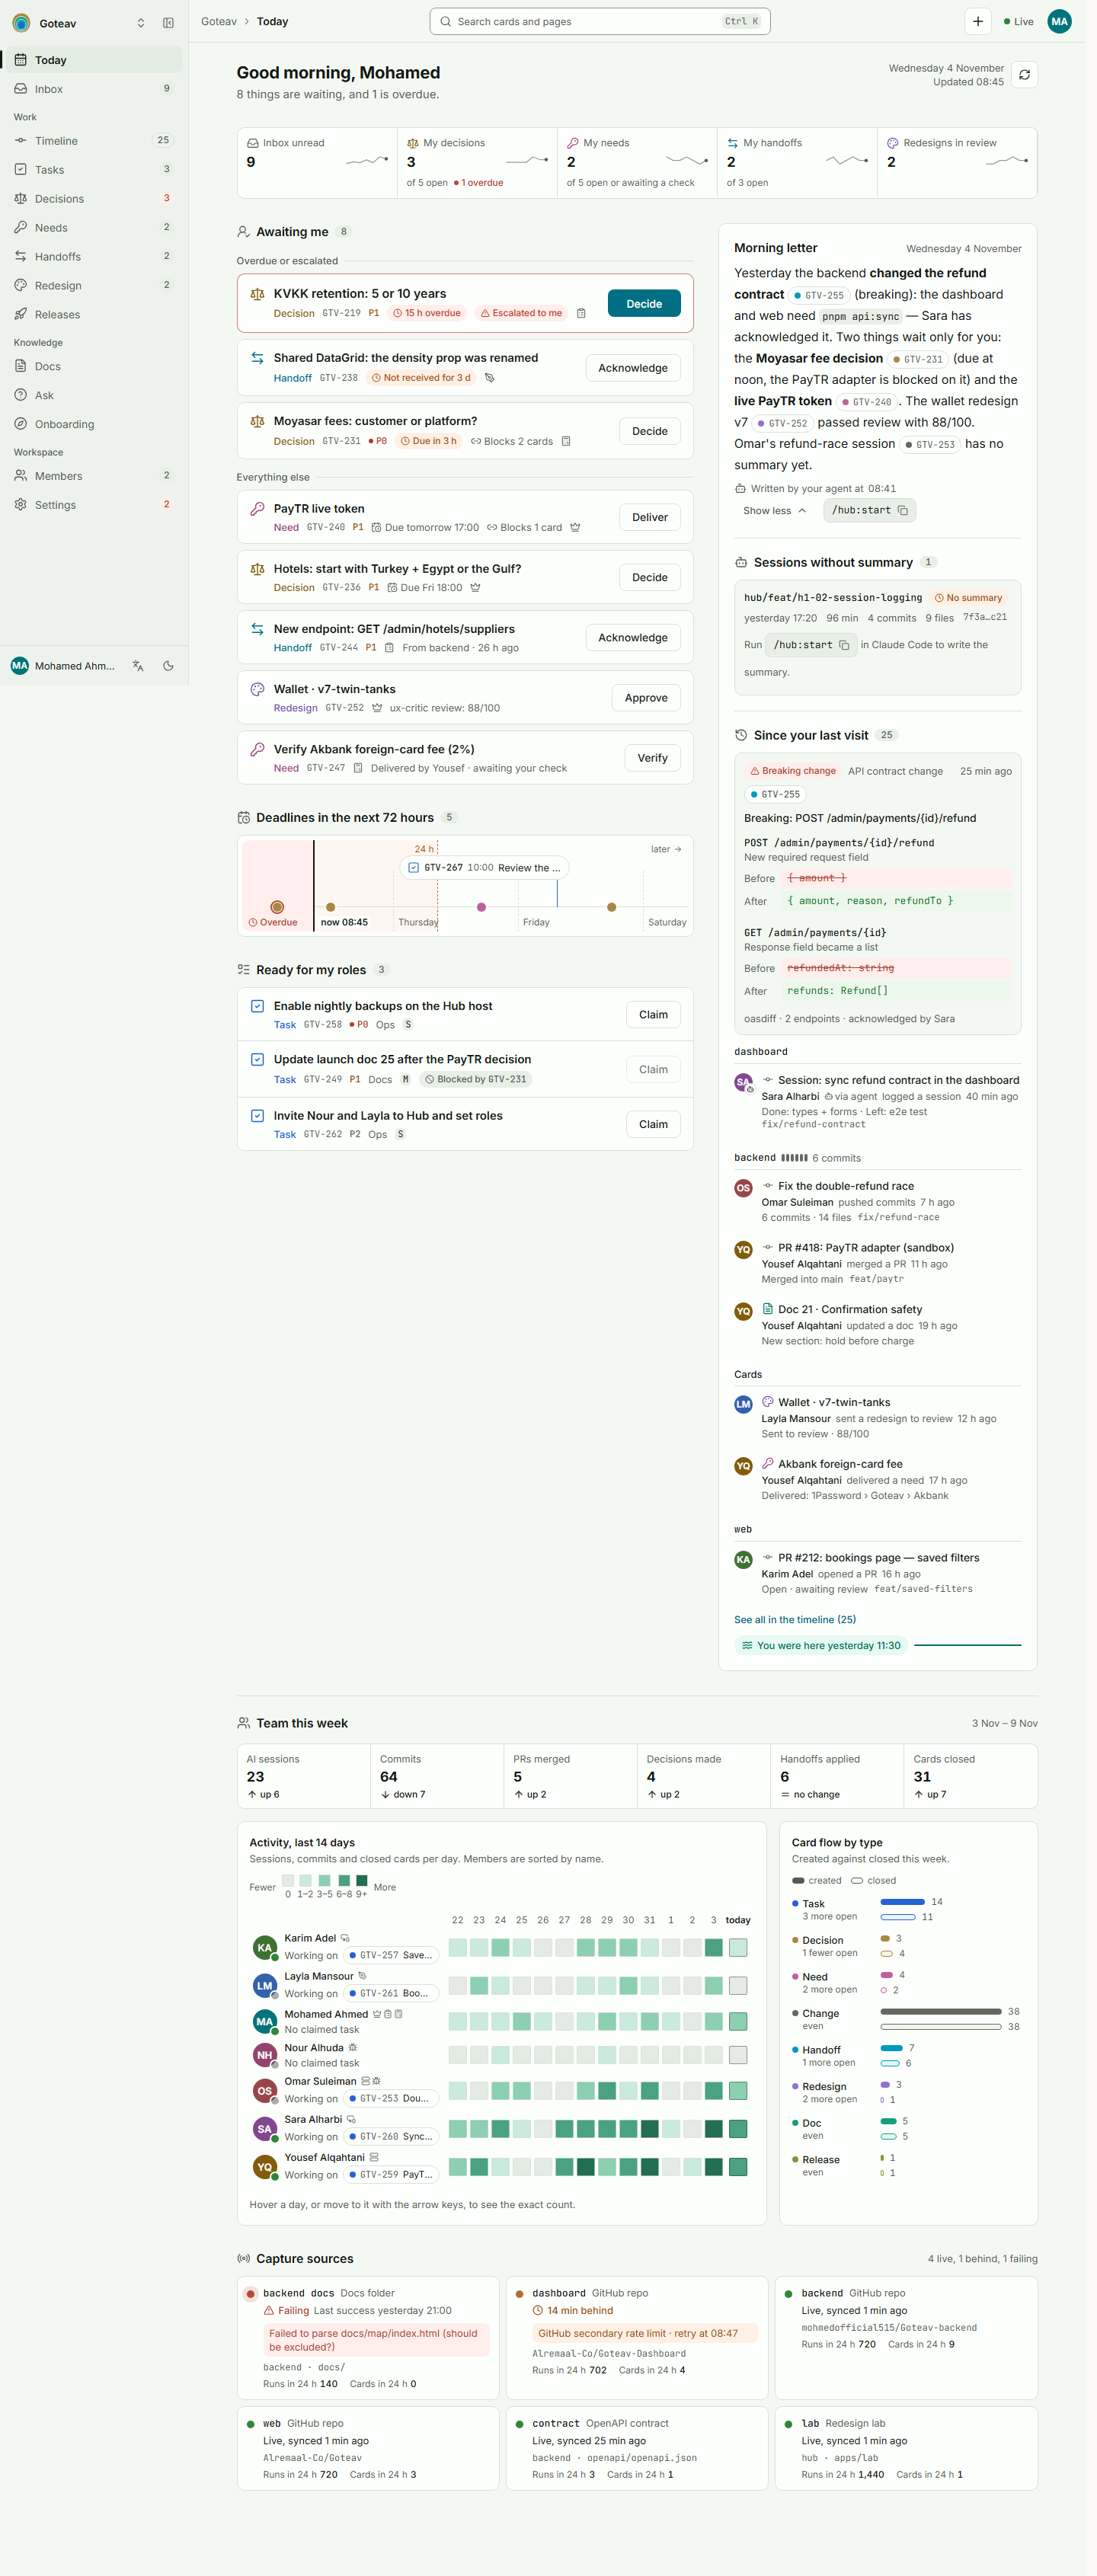 Goteav
Today
Inbox 9
Work
Timeline 25
Tasks 3
Decisions 3
Needs 2
Handoffs 2
Redesign 2
Releases
Knowledge
Docs
Ask
Onboarding
Workspace
Members 2
Settings 2
MA Mohamed Ahm...
Goteav > Today
Search cards and pages Ctrl K
Live MA
Good morning, Mohamed
8 things are waiting, and 1 is overdue.
Wednesday 4 November
Updated 08:45
Inbox unread
9
My decisions
3
of 5 open 1 overdue
My needs
2
of 5 open or awaiting a check
My handoffs
2
of 3 open
Redesigns in review
2
Awaiting me 8
Overdue or escalated
KVKK retention: 5 or 10 years
Decision GTV-219 P1 15 h overdue Escalated to me
Decide
Shared DataGrid: the density prop was renamed
Handoff GTV-238 Not received for 3 d
Acknowledge
Moyasar fees: customer or platform?
Decision GTV-231 P0 Due in 3 h Blocks 2 cards
Decide
Everything else
PayTR live token
Need GTV-240 P1 Due tomorrow 17:00 Blocks 1 card
Deliver
Hotels: start with Turkey + Egypt or the Gulf?
Decision GTV-236 P1 Due Fri 18:00
Decide
New endpoint: GET /admin/hotels/suppliers
Handoff GTV-244 P1 From backend · 26 h ago
Acknowledge
Wallet · v7-twin-tanks
Redesign GTV-252 ux-critic review: 88/100
Approve
Verify Akbank foreign-card fee (2%)
Need GTV-247 Delivered by Yousef · awaiting your check
Verify
Deadlines in the next 72 hours 5
24 h
later →
GTV-267 10:00 Review the ...
Overdue
now 08:45
Thursday
Friday
Saturday
Ready for my roles 3
Enable nightly backups on the Hub host
Task GTV-258 P0 Ops S
Claim
Update launch doc 25 after the PayTR decision
Task GTV-249 P1 Docs M Blocked by GTV-231
Claim
Invite Nour and Layla to Hub and set roles
Task GTV-262 P2 Ops S
Claim
Morning letter Wednesday 4 November
Yesterday the backend changed the refund
contract GTV-255 (breaking): the dashboard
and web need pnpm api:sync — Sara has
acknowledged it. Two things wait only for you:
the Moyasar fee decision GTV-231 (due at
noon, the PayTR adapter is blocked on it) and the
live PayTR token GTV-240. The wallet redesign
v7 GTV-252 passed review with 88/100.
Omar's refund-race session GTV-253 has no
summary yet.
Written by your agent at 08:41
Show less /hub:start
Sessions without summary 1
hub/feat/h1-02-session-logging No summary
yesterday 17:20 96 min 4 commits 9 files 7f3a…c21
Run /hub:start in Claude Code to write the
summary.
Since your last visit 25
Breaking change API contract change 25 min ago
GTV-255
Breaking: POST /admin/payments/{id}/refund
POST /admin/payments/{id}/refund
New required request field
Before { amount }
After { amount, reason, refundTo }
GET /admin/payments/{id}
Response field became a list
Before refundedAt: string
After refunds: Refund[]
oasdiff · 2 endpoints · acknowledged by Sara
dashboard
SA Session: sync refund contract in the dashboard
Sara Alharbi via agent logged a session 40 min ago
Done: types + forms · Left: e2e test
fix/refund-contract
backend 6 commits
OS Fix the double-refund race
Omar Suleiman pushed commits 7 h ago
6 commits · 14 files fix/refund-race
YQ PR #418: PayTR adapter (sandbox)
Yousef Alqahtani merged a PR 11 h ago
Merged into main feat/paytr
YQ Doc 21 · Confirmation safety
Yousef Alqahtani updated a doc 19 h ago
New section: hold before charge
Cards
LM Wallet · v7-twin-tanks
Layla Mansour sent a redesign to review 12 h ago
Sent to review · 88/100
YQ Akbank foreign-card fee
Yousef Alqahtani delivered a need 17 h ago
Delivered: 1Password › Goteav › Akbank
web
KA PR #212: bookings page — saved filters
Karim Adel opened a PR 16 h ago
Open · awaiting review feat/saved-filters
See all in the timeline (25)
You were here yesterday 11:30
Team this week 3 Nov – 9 Nov
AI sessions
23
up 6
Commits
64
down 7
PRs merged
5
up 2
Decisions made
4
up 2
Handoffs applied
6
no change
Cards closed
31
up 7
Activity, last 14 days
Sessions, commits and closed cards per day. Members are sorted by name.
Fewer 0 1–2 3–5 6–8 9+ More
22 23 24 25 26 27 28 29 30 31 1 2 3 today
KA Karim Adel
Working on GTV-257 Save...
LM Layla Mansour
Working on GTV-261 Boo...
MA Mohamed Ahmed
No claimed task
NH Nour Alhuda
No claimed task
OS Omar Suleiman
Working on GTV-253 Dou...
SA Sara Alharbi
Working on GTV-260 Sync...
YQ Yousef Alqahtani
Working on GTV-259 PayT...
Hover a day, or move to it with the arrow keys, to see the exact count.
Card flow by type
Created against closed this week.
created closed
Task 14
3 more open 11
Decision 3
1 fewer open 4
Need 4
2 more open 2
Change 38
even 38
Handoff 7
1 more open 6
Redesign 3
2 more open 1
Doc 5
even 5
Release 1
even 1
Capture sources 4 live, 1 behind, 1 failing
backend docs Docs folder
Failing Last success yesterday 21:00
Failed to parse docs/map/index.html (should
be excluded?)
backend · docs/
Runs in 24 h 140 Cards in 24 h 0
dashboard GitHub repo
14 min behind
GitHub secondary rate limit · retry at 08:47
Alremaal-Co/Goteav-Dashboard
Runs in 24 h 702 Cards in 24 h 4
backend GitHub repo
Live, synced 1 min ago
mohmedofficial515/Goteav-backend
Runs in 24 h 720 Cards in 24 h 9
web GitHub repo
Live, synced 1 min ago
Alremaal-Co/Goteav
Runs in 24 h 720 Cards in 24 h 3
contract OpenAPI contract
Live, synced 25 min ago
backend · openapi/openapi.json
Runs in 24 h 3 Cards in 24 h 1
lab Redesign lab
Live, synced 1 min ago
hub · apps/lab
Runs in 24 h 1,440 Cards in 24 h 1